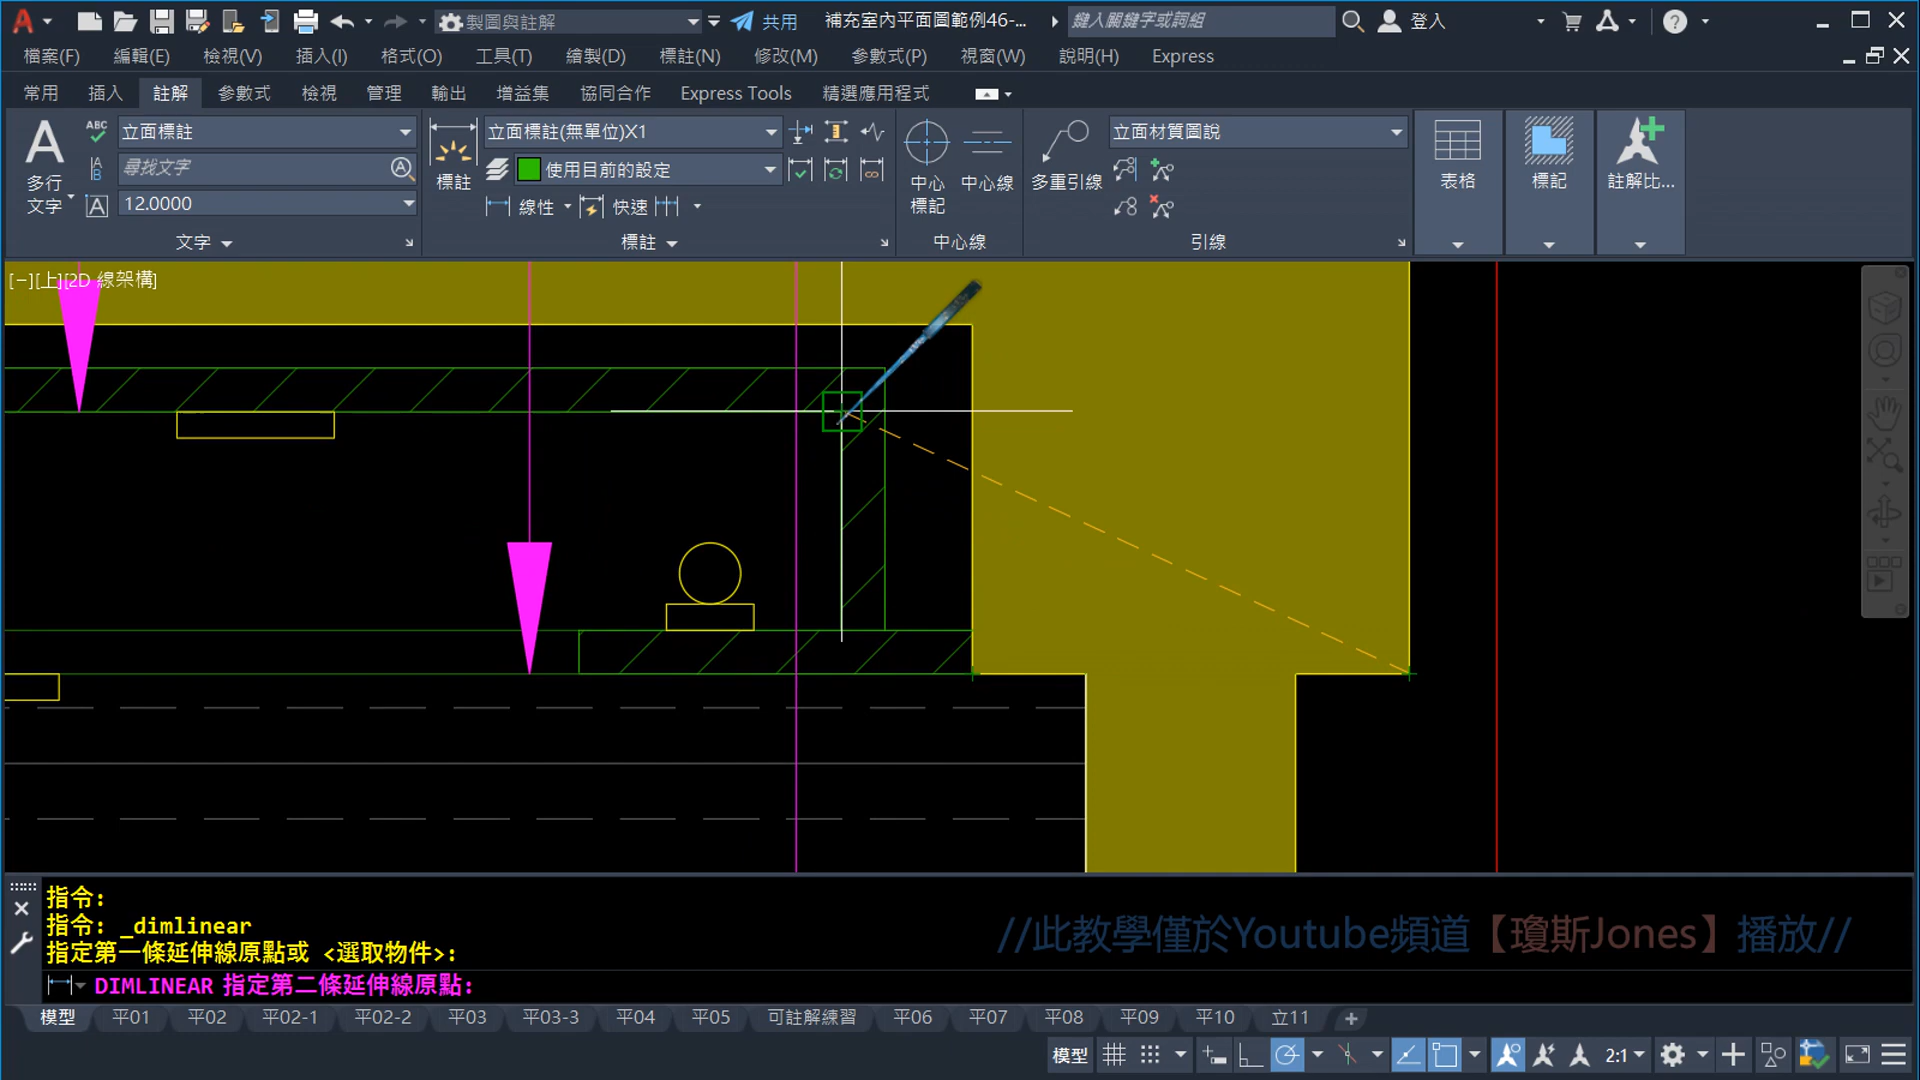 製圖與註解
共用
補充室內平面圖範例46-...
鍵入關鍵字或詞組
登入
檔案(F)
編輯(E)
檢視(V)
插入(I)
格式(O)
工具(T)
繪製(D)
標註(N)
修改(M)
參數式(P)
視窗(W)
說明(H)
Express
常用
插入
註解
參數式
檢視
管理
輸出
增益集
協同合作
Express Tools
精選應用程式
A
多行
文字
ABC
立面標註
尋找文字
12.0000
文字
標註
立面標註(無單位)X1
使用目前的設定
線性
快速
標註
中心
標記
中心線
中心線
多重引線
立面材質圖說
引線
表格
標記
註解比...
[−][上][2D 線架構]
指令:
指令: _dimlinear
指定第一條延伸線原點或 <選取物件>:
DIMLINEAR 指定第二條延伸線原點:
//此教學僅於Youtube頻道【瓊斯Jones】播放//
模型
平01
平02
平02-1
平02-2
平03
平03-3
平04
平05
可註解練習
平06
平07
平08
平09
平10
立11
模型
2:1